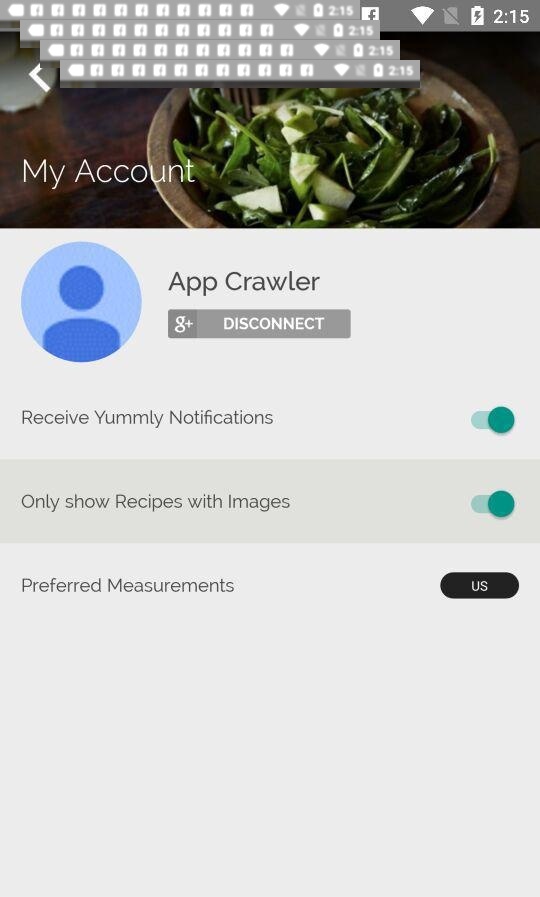 2:15
2:15
2:15
2:15
2:15
My Account
App Crawler
g+ DISCONNECT
Receive Yummly Notifications
Only show Recipes with Images
Preferred Measurements
US